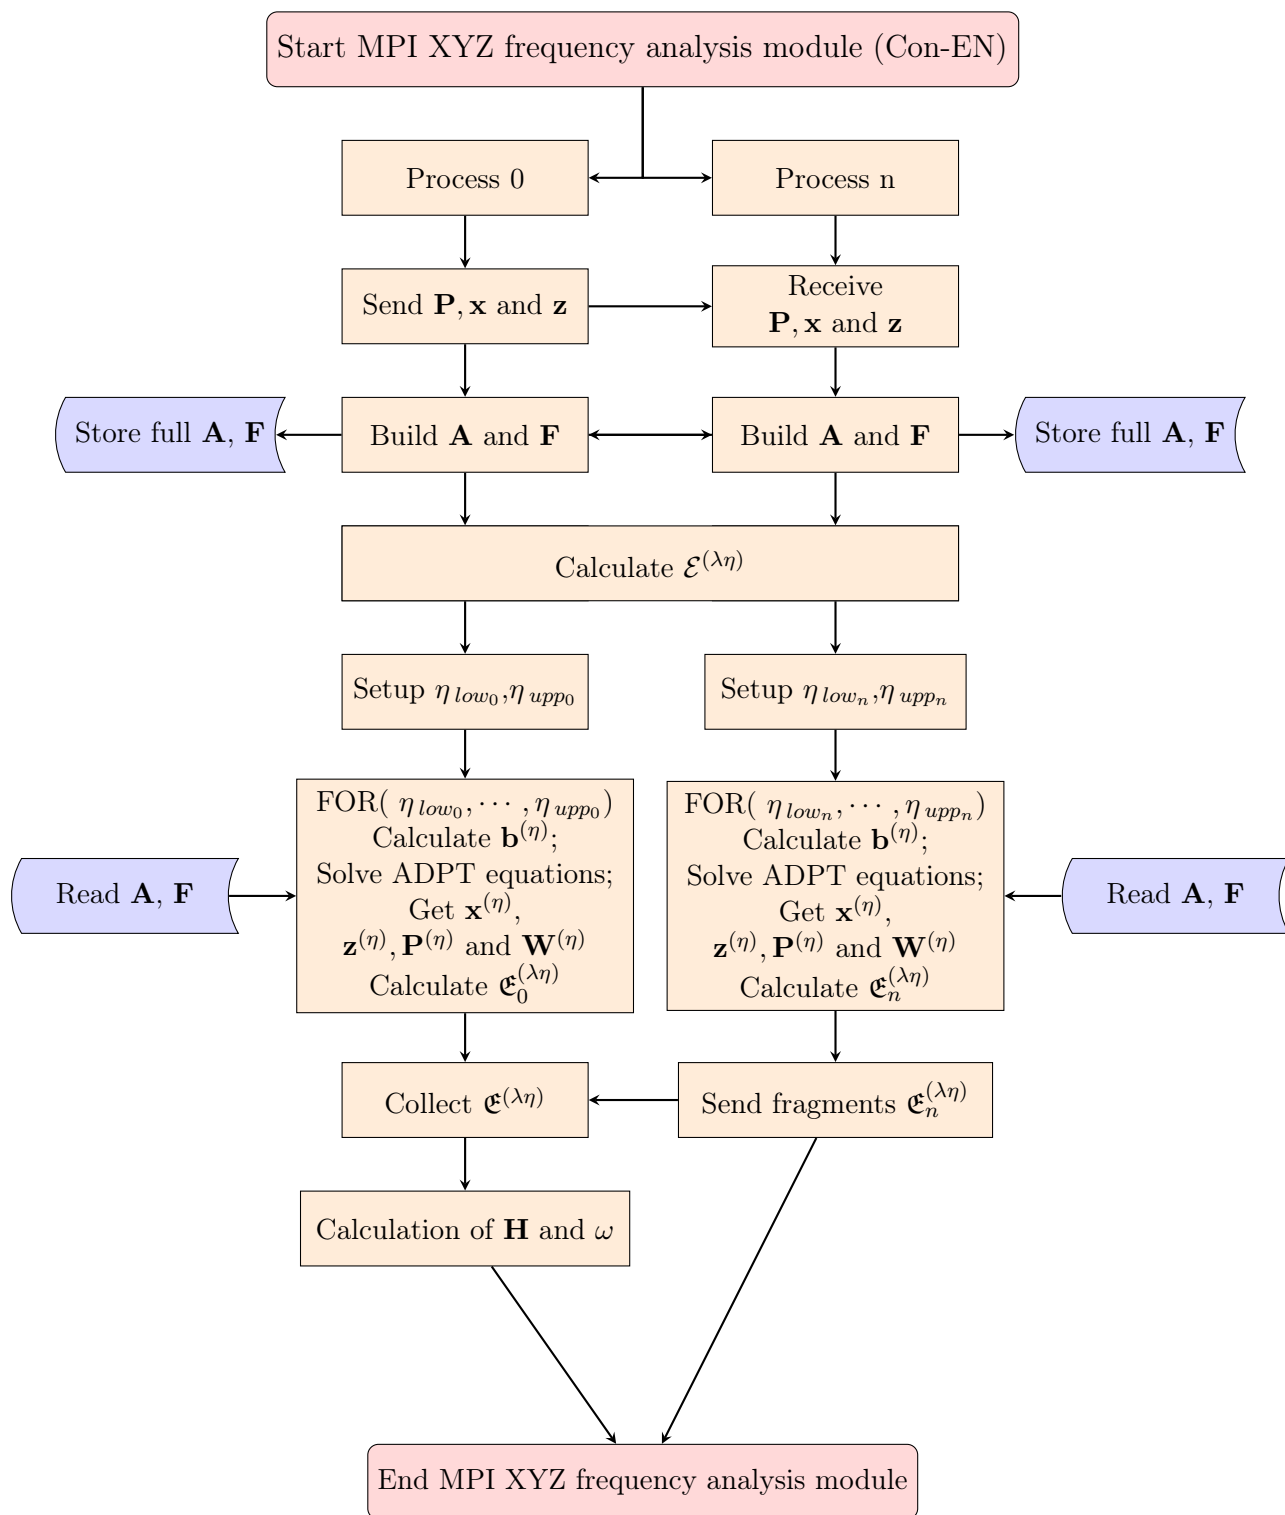 Start MPI XYZ frequency analysis module (Con-EN)
Process 0
Process n
Send 𝐏, 𝐱 and 𝐳
Receive
𝐏, 𝐱 and 𝐳
Store full 𝐀, 𝐅
Build 𝐀 and 𝐅
Build 𝐀 and 𝐅
Store full 𝐀, 𝐅
Calculate ℰ^(λη)
Setup η_low₀,η_upp₀
Setup η_lowₙ,η_uppₙ
Read 𝐀, 𝐅
FOR( η_low₀, ⋯ , η_upp₀)
Calculate 𝐛^(η);
Solve ADPT equations;
Get 𝐱^(η),
𝐳^(η), 𝐏^(η) and 𝐖^(η)
Calculate 𝕰₀^(λη)
FOR( η_lowₙ, ⋯ , η_uppₙ)
Calculate 𝐛^(η);
Solve ADPT equations;
Get 𝐱^(η),
𝐳^(η), 𝐏^(η) and 𝐖^(η)
Calculate 𝕰ₙ^(λη)
Read 𝐀, 𝐅
Collect 𝕰^(λη)
Send fragments 𝕰ₙ^(λη)
Calculation of 𝐇 and ω
End MPI XYZ frequency analysis module